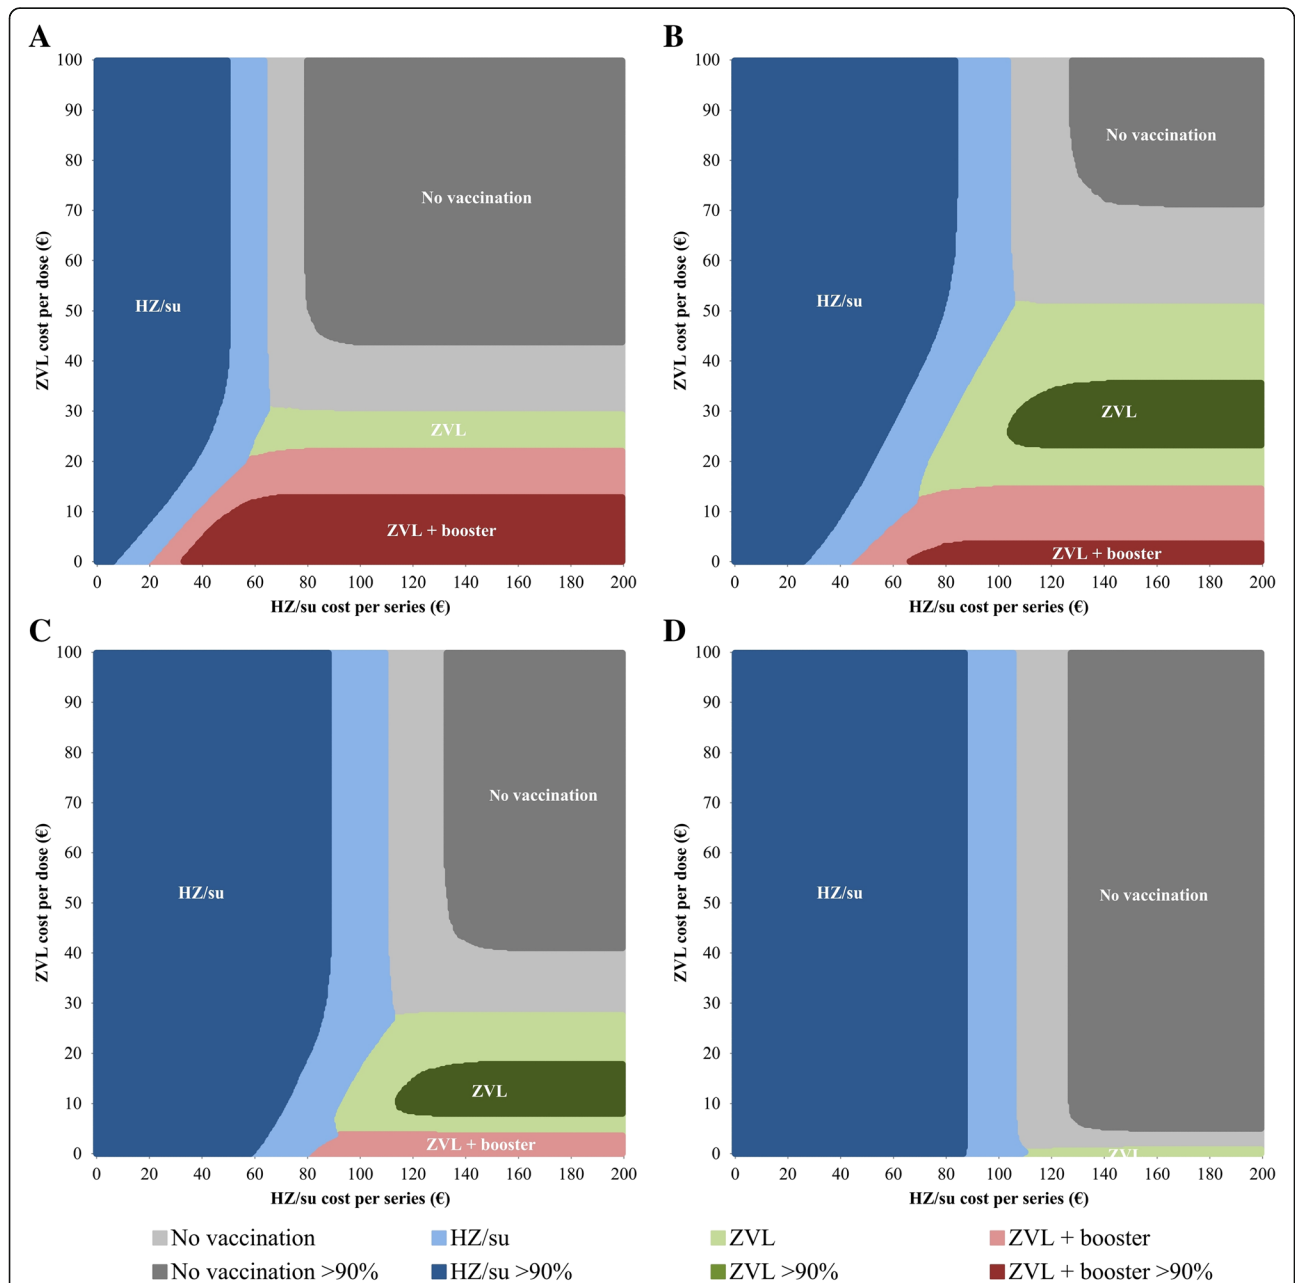 A
B
100
90
80
70
60
50
40
30
20
10
0
ZVL cost per dose (€)
No vaccination
HZ/su
ZVL
ZVL + booster
0 20 40 60 80 100 120 140 160 180 200
HZ/su cost per series (€)
100
90
80
70
60
50
40
30
20
10
0
ZVL cost per dose (€)
No vaccination
HZ/su
ZVL
ZVL + booster
0 20 40 60 80 100 120 140 160 180 200
HZ/su cost per series (€)
C
D
100
90
80
70
60
50
40
30
20
10
0
ZVL cost per dose (€)
No vaccination
HZ/su
ZVL
ZVL + booster
0 20 40 60 80 100 120 140 160 180 200
HZ/su cost per series (€)
100
90
80
70
60
50
40
30
20
10
0
ZVL cost per dose (€)
HZ/su
No vaccination
ZVL
0 20 40 60 80 100 120 140 160 180 200
HZ/su cost per series (€)
No vaccination HZ/su ZVL ZVL + booster
No vaccination >90% HZ/su >90% ZVL >90% ZVL + booster >90%